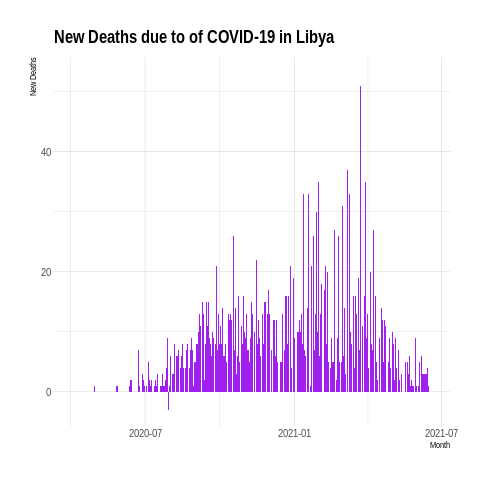 New Deaths due to of COVID-19 in Libya
New Deaths
40
20
0
2020-07
2021-01
2021-07
Month